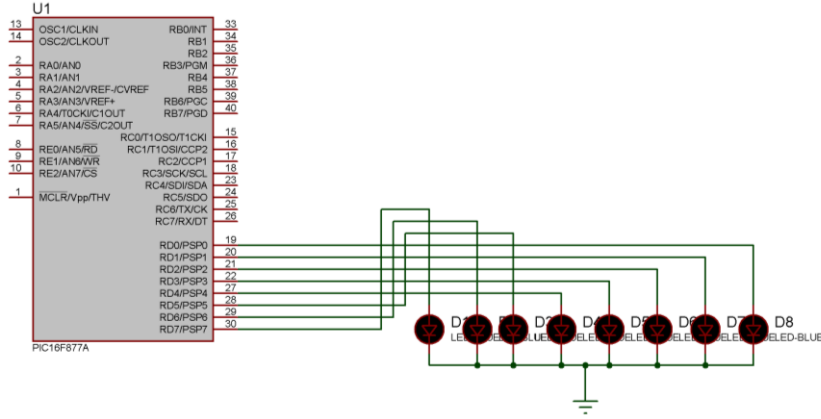 U1
13 OSC1/CLKIN RB0/INT 33
14 OSC2/CLKOUT RB1 34
RB2 35
2 RA0/AN0 RB3/PGM 36
3 RA1/AN1 RB4 37
4 RA2/AN2/VREF-/CVREF RB5 38
5 RA3/AN3/VREF+ RB6/PGC 39
6 RA4/T0CKI/C1OUT RB7/PGD 40
7 RA5/AN4/SS/C2OUT
RC0/T1OSO/T1CKI 15
8 RE0/AN5/RD RC1/T1OSI/CCP2 16
9 RE1/AN6/WR RC2/CCP1 17
10 RE2/AN7/CS RC3/SCK/SCL 18
RC4/SDI/SDA 23
1 MCLR/Vpp/THV RC5/SDO 24
RC6/TX/CK 25
RC7/RX/DT 26
RD0/PSP0 19
RD1/PSP1 20
RD2/PSP2 21
RD3/PSP3 22
RD4/PSP4 27
RD5/PSP5 28
RD6/PSP6 29
RD7/PSP7 30
D8
LED-BLUE
PIC16F877A